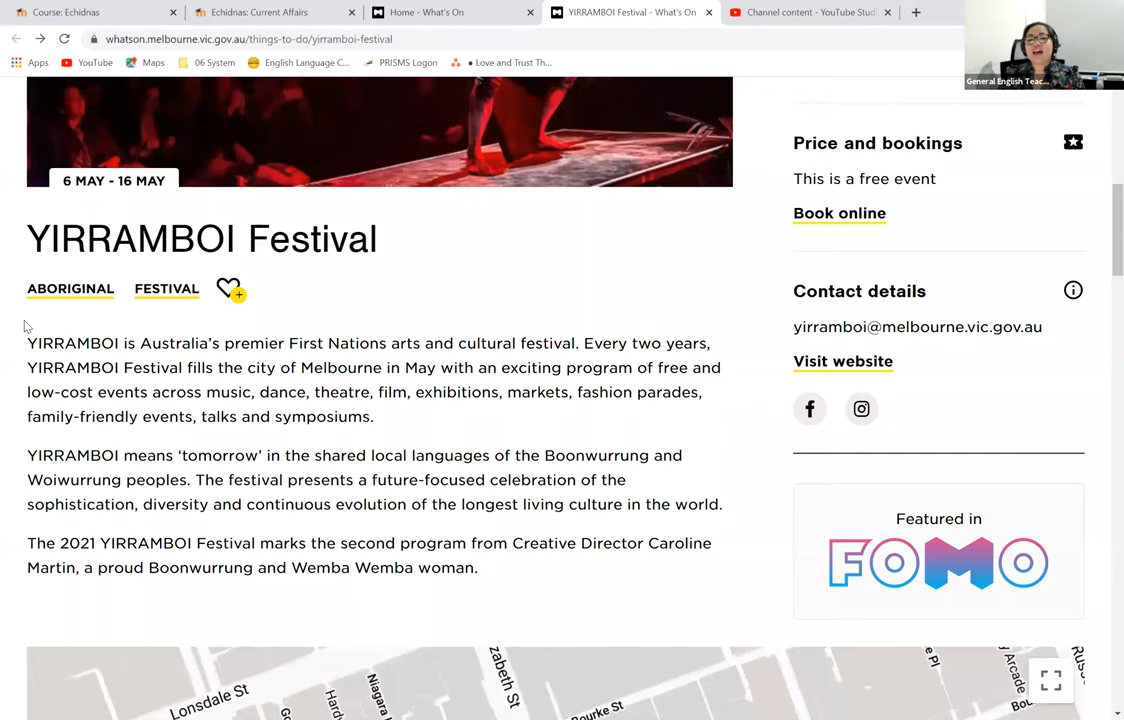 Course: Echidnas
Echidnas: Current Affairs
Home - What's On
YIRRAMBOI Festival - What's On
Channel content - YouTube Stud
whatson.melbourne.vic.gov.au/things-to-do/yirramboi-festival
Apps
YouTube
Maps
06 System
English Language C...
PRISMS Logon
Love and Trust Th...
General English Teac...
6 MAY - 16 MAY
YIRRAMBOI Festival
ABORIGINAL FESTIVAL
YIRRAMBOI is Australia's premier First Nations arts and cultural festival. Every two years,
YIRRAMBOI Festival fills the city of Melbourne in May with an exciting program of free and
low-cost events across music, dance, theatre, film, exhibitions, markets, fashion parades,
family-friendly events, talks and symposiums.
YIRRAMBOI means ‘tomorrow’ in the shared local languages of the Boonwurrung and
Woiwurrung peoples. The festival presents a future-focused celebration of the
sophistication, diversity and continuous evolution of the longest living culture in the world.
The 2021 YIRRAMBOI Festival marks the second program from Creative Director Caroline
Martin, a proud Boonwurrung and Wemba Wemba woman.
Price and bookings
This is a free event
Book online
Contact details
yirramboi@melbourne.vic.gov.au
Visit website
Featured in
FOMO
Lonsdale St
Niagara
Hard
zabeth St
ourke St
e Pl
Arcade
Russ